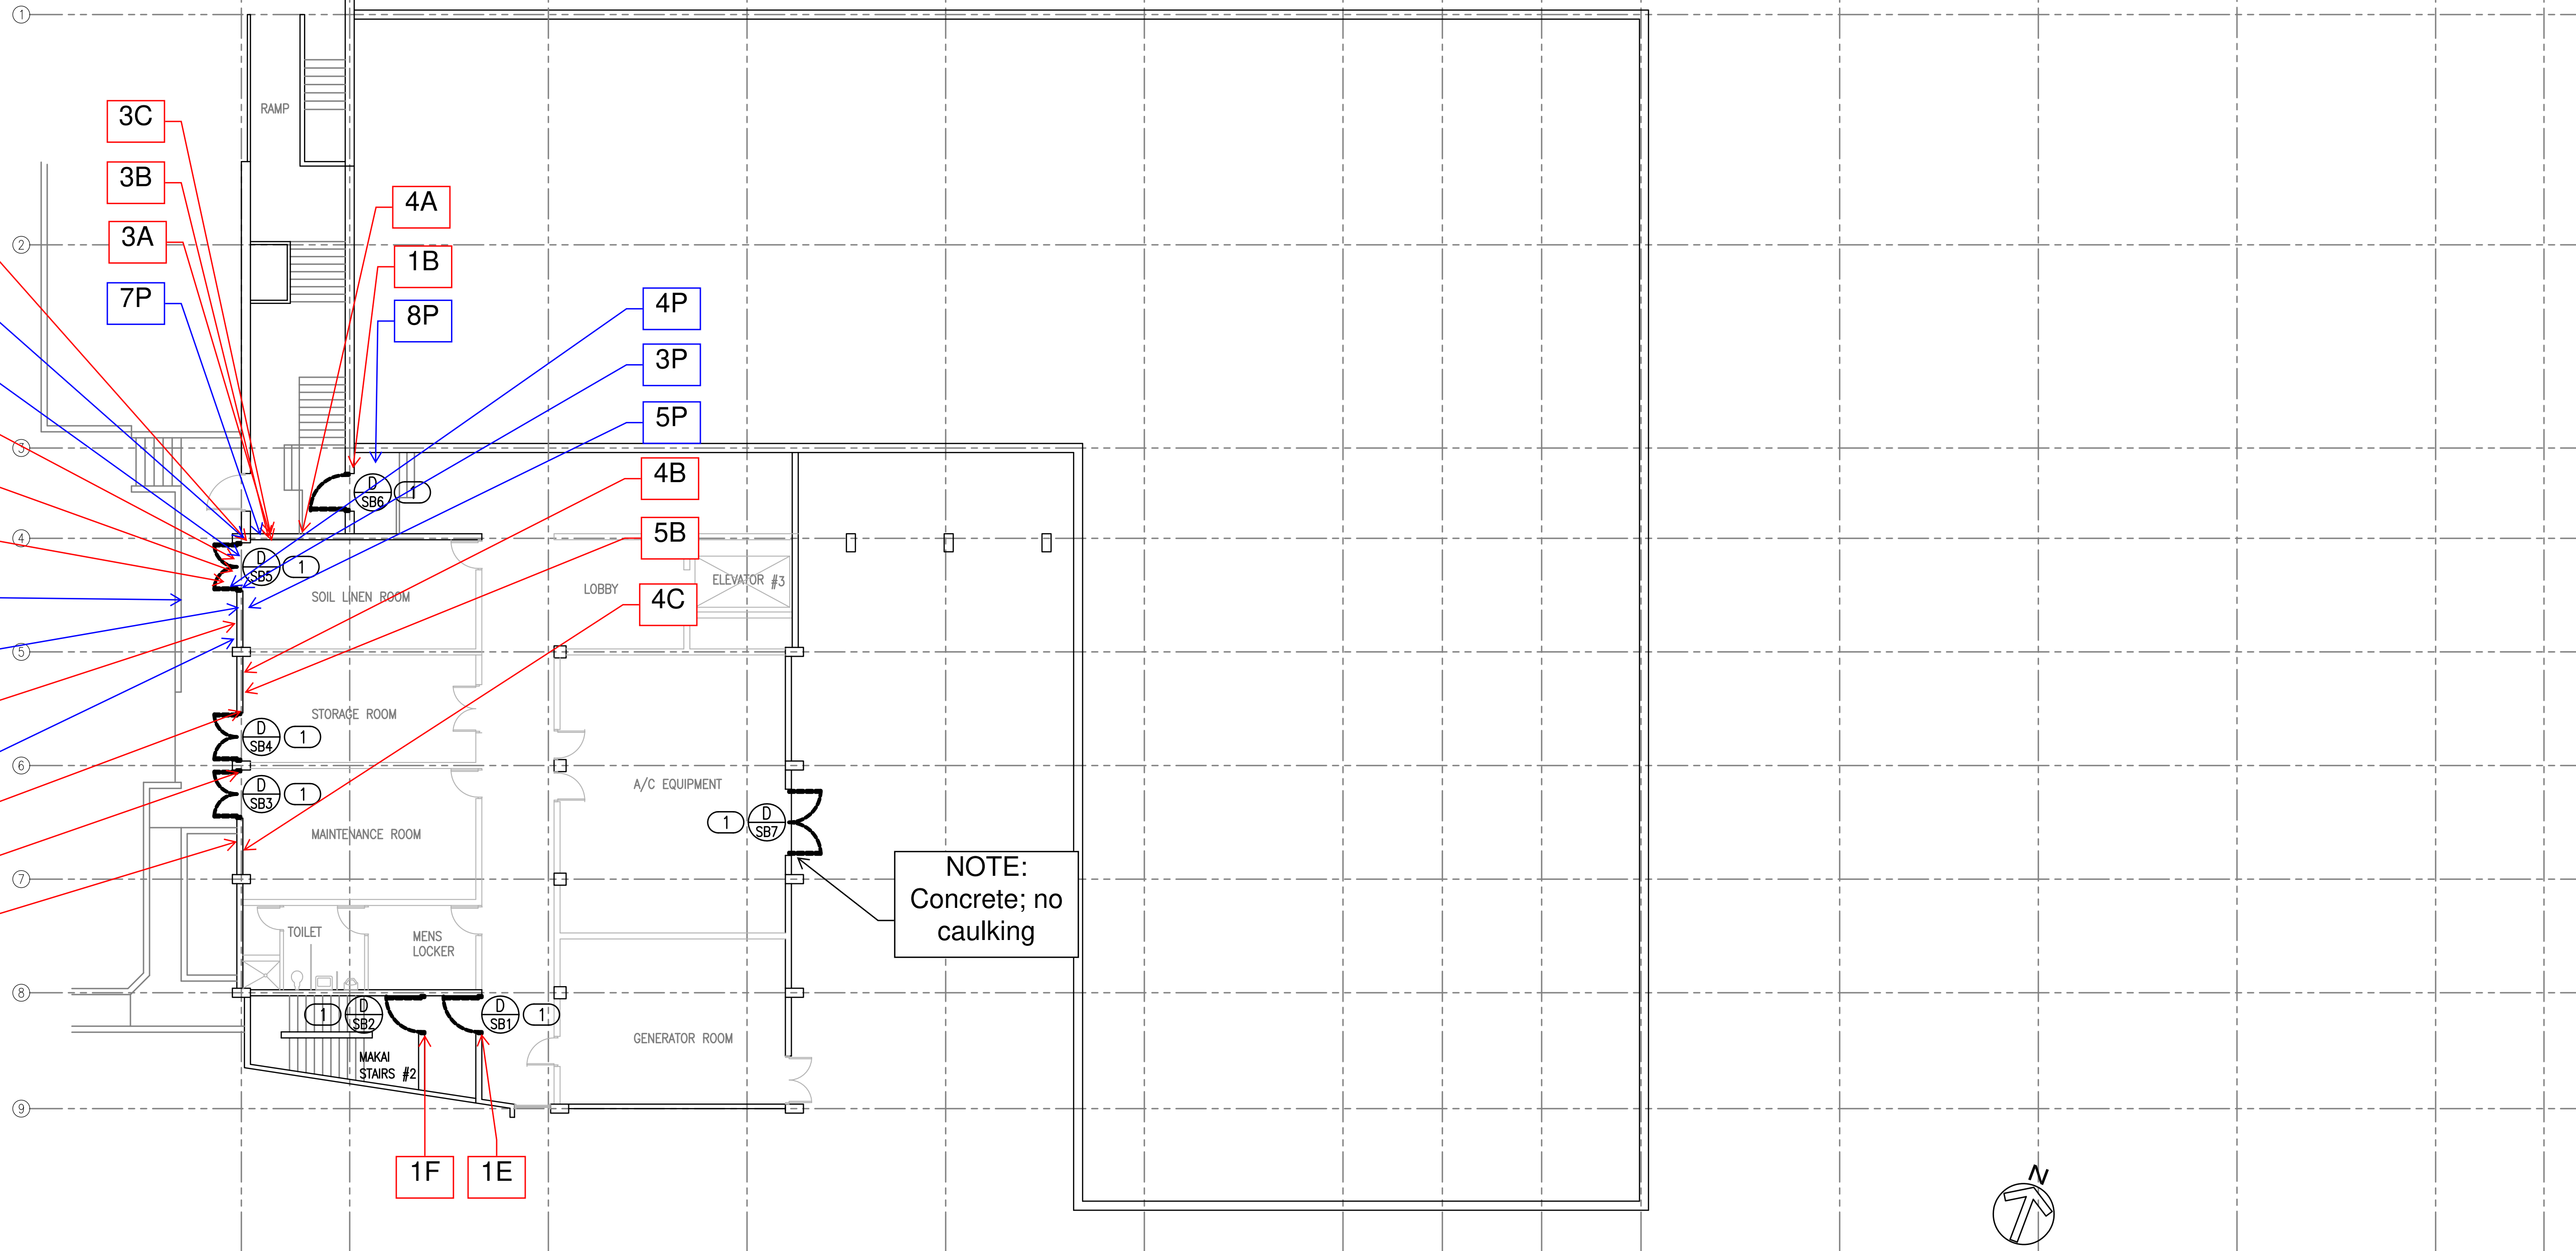 1
RAMP
3C
3B
4A
3A
2
1B
7P
4P
8P
3P
5P
3
4B
D
SB6
1
4
5B
D
SB5
1
LOBBY
ELEVATOR #3
SOIL LINEN ROOM
4C
5
STORAGE ROOM
D
SB4
1
6
A/C EQUIPMENT
D
SB3
1
1
D
SB7
MAINTENANCE ROOM
NOTE:
Concrete; no
caulking
7
TOILET
MENS
LOCKER
8
1
D
SB2
D
SB1
1
GENERATOR ROOM
MAKAI
STAIRS #2
9
1F
1E
N